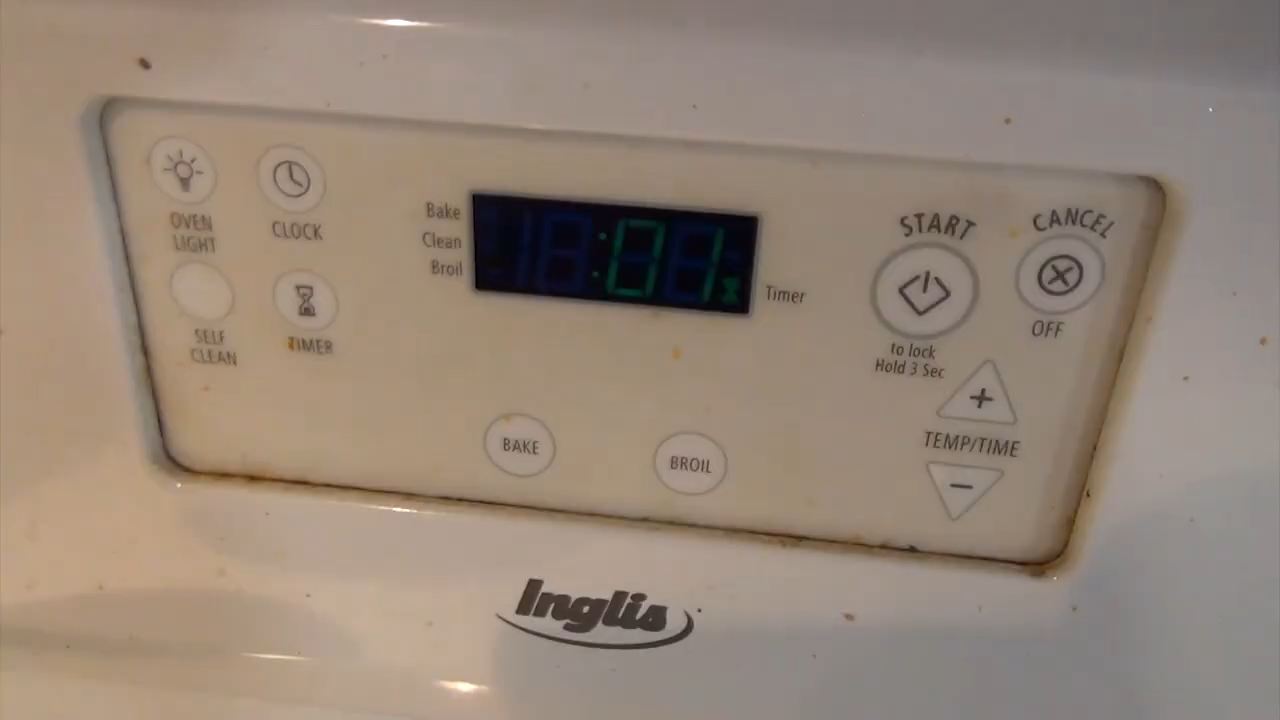 OVEN
LIGHT
CLOCK
SELF
CLEAN
TIMER
Bake
Clean
Broil
:01
Timer
START
to lock
Hold 3 Sec
CANCEL
OFF
+
TEMP/TIME
−
BAKE
BROIL
Inglis